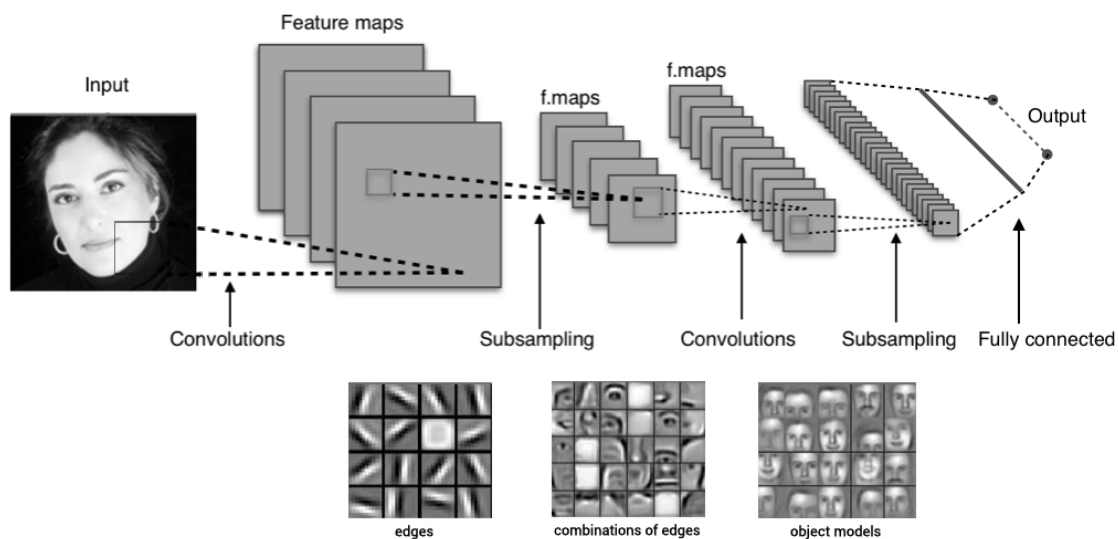 Feature maps
f.maps
Input
f.maps
Output
Convolutions
Subsampling
Convolutions
Subsampling
Fully connected
edges
combinations of edges
object models